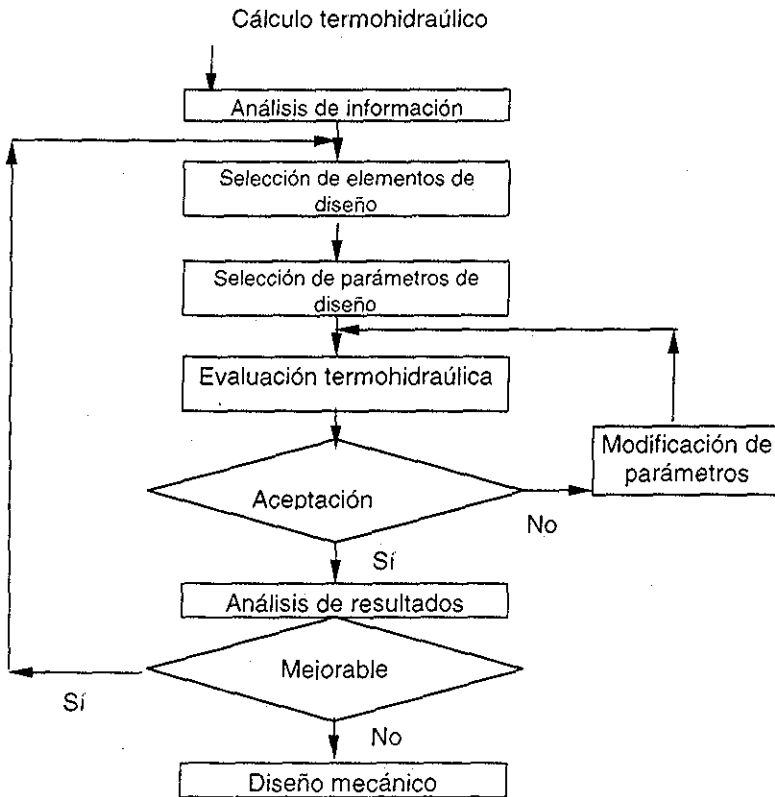 Cálculo termohidraúlico
Análisis de información
Selección de elementos de
diseño
Selección de parámetros de
diseño
Evaluación termohidraúlica
Modificación de
parámetros
Aceptación
No
Sí
Análisis de resultados
Mejorable
Sí
No
Diseño mecánico